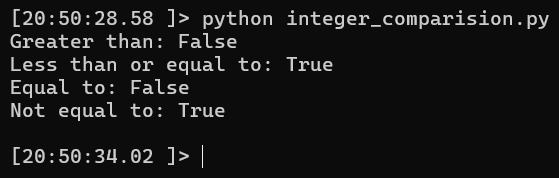 [20:50:28.58 ]> python integer_comparision.py
Greater than: False
Less than or equal to: True
Equal to: False
Not equal to: True
[20:50:34.02 ]>